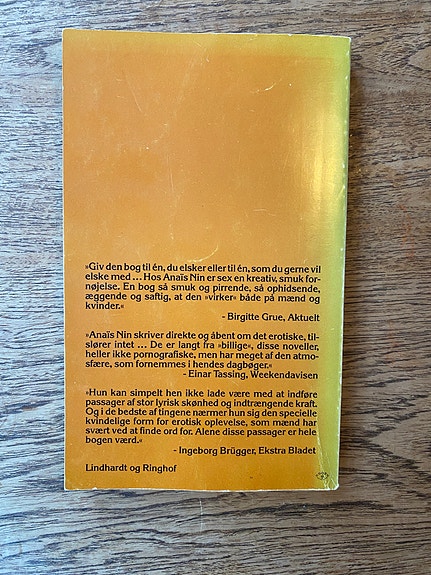 »Giv den bog til én, du elsker eller til én, som du gerne vil
elske med ... Hos Anaïs Nin er sex en kreativ, smuk for-
nøjelse. En bog så smuk og pirrende, så ophidsende,
æggende og saftig, at den »virker« både på mænd og
kvinder.«
- Birgitte Grue, Aktuelt
»Anaïs Nin skriver direkte og åbent om det erotiske, til-
slører intet ... De er langt fra »billige«, disse noveller,
heller ikke pornografiske, men har meget af den atmo-
sfære, som fornemmes i hendes dagbøger.«
- Einar Tassing, Weekendavisen
»Hun kan simpelt hen ikke lade være med at indføre
passager af stor lyrisk skønhed og indtrængende kraft.
Og i de bedste af tingene nærmer hun sig den specielle
kvindelige form for erotisk oplevelse, som mænd har
svært ved at finde ord for. Alene disse passager er hele
bogen værd.«
- Ingeborg Brügger, Ekstra Bladet
Lindhardt og Ringhof